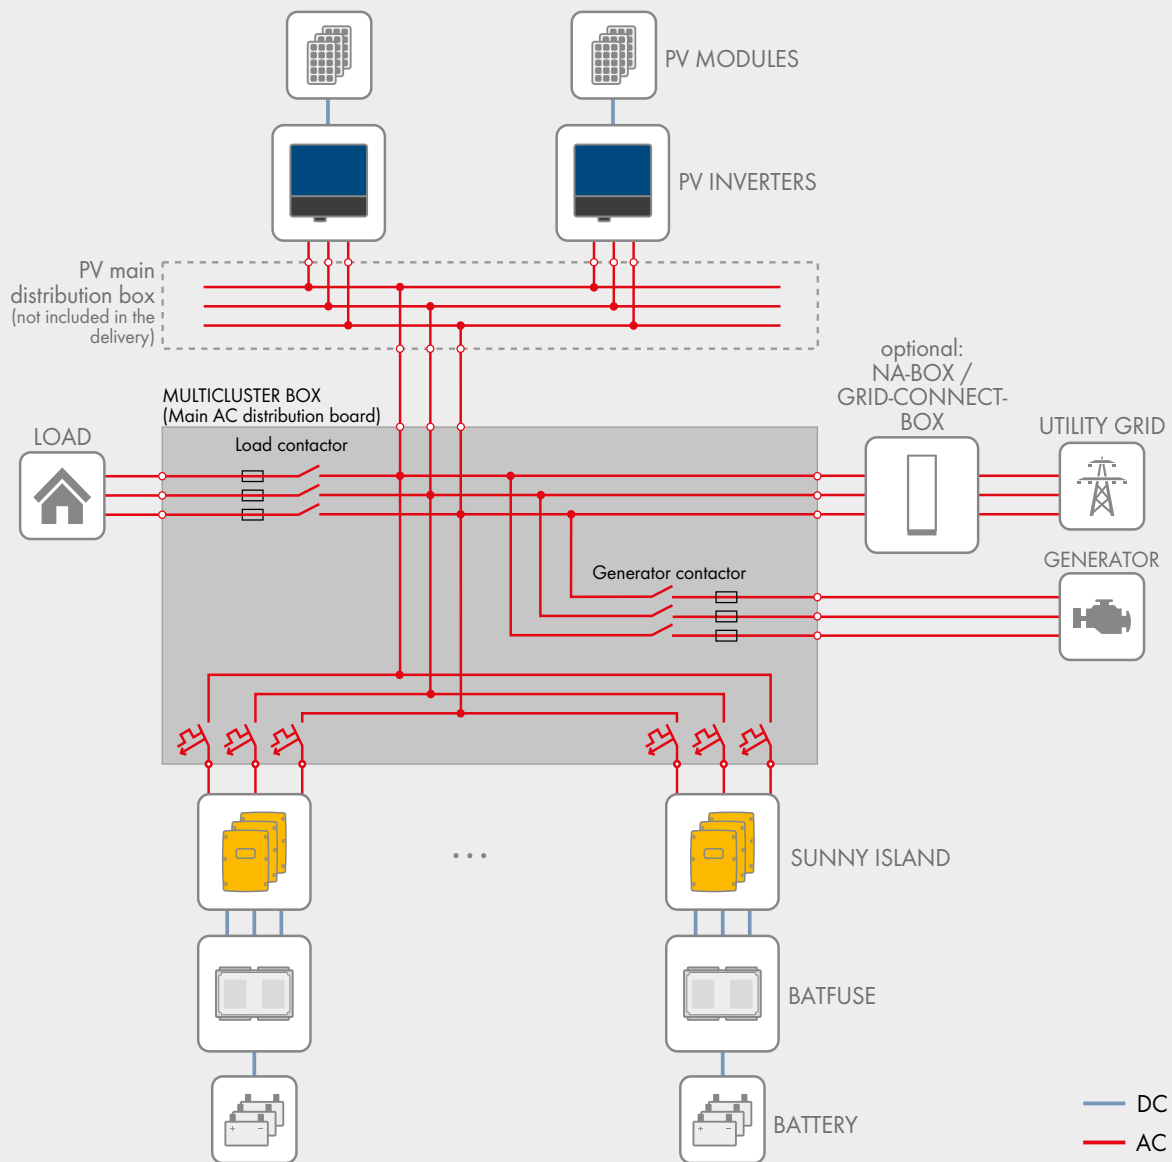 PV MODULES
PV INVERTERS
PV main
distribution box
(not included in the
delivery)
optional:
NA-BOX /
GRID-CONNECT-
BOX
UTILITY GRID
MULTICLUSTER BOX
(Main AC distribution board)
LOAD
Load contactor
Generator contactor
GENERATOR
...
SUNNY ISLAND
BATFUSE
+ −
+ −
BATTERY
DC
AC